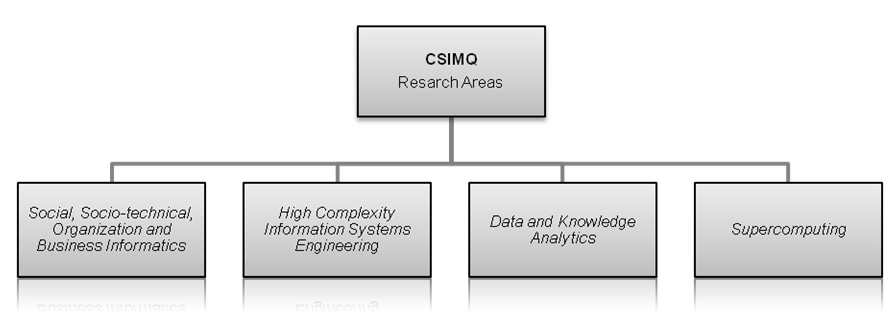 CSIMQ
Resarch Areas
Social, Socio-technical,
Organization and
Business Informatics
High Complexity
Information Systems
Engineering
Data and Knowledge
Analytics
Supercomputing